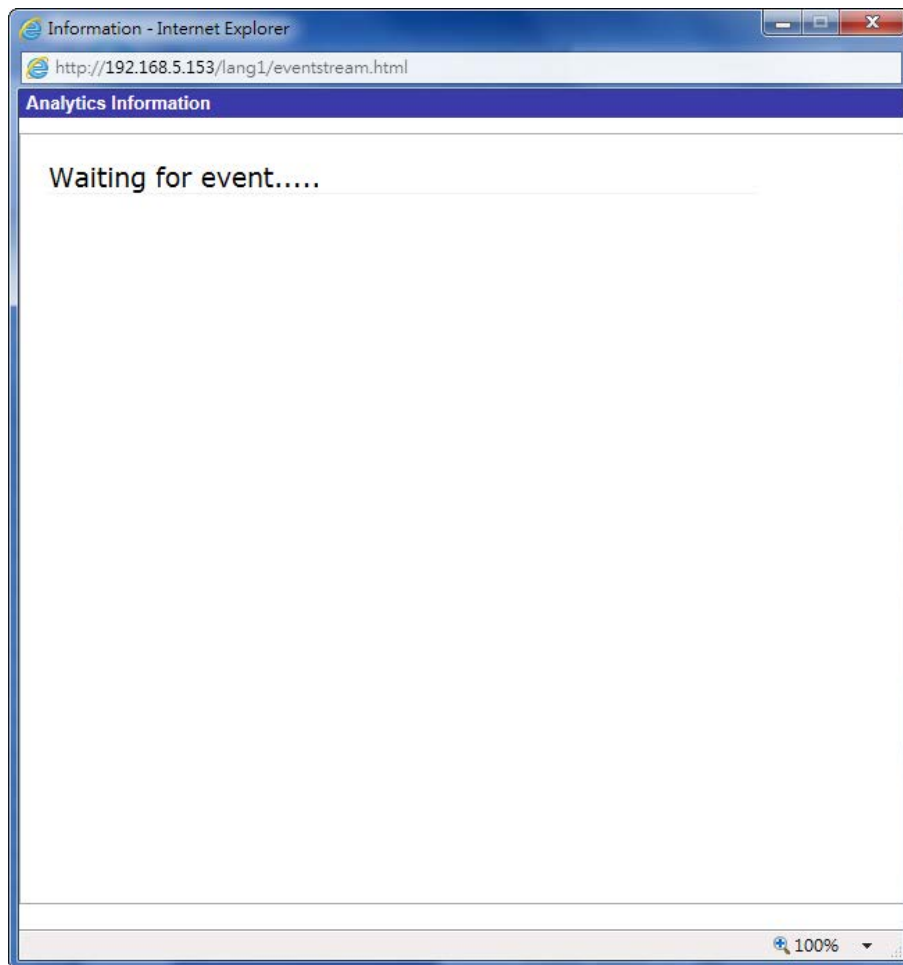 Information - Internet Explorer
http://192.168.5.153/lang1/eventstream.html
Analytics Information
Waiting for event.....
100%